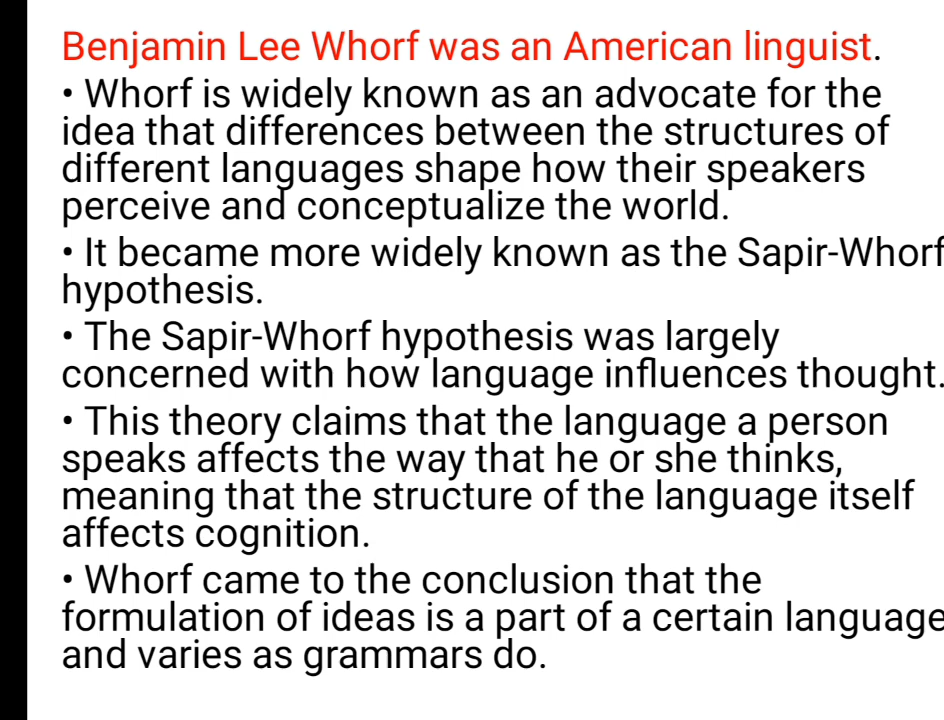 Benjamin Lee Whorf was an American linguist.
• Whorf is widely known as an advocate for the
idea that differences between the structures of
different languages shape how their speakers
perceive and conceptualize the world.
• It became more widely known as the Sapir-Whorf
hypothesis.
• The Sapir-Whorf hypothesis was largely
concerned with how language influences thought.
• This theory claims that the language a person
speaks affects the way that he or she thinks,
meaning that the structure of the language itself
affects cognition.
• Whorf came to the conclusion that the
formulation of ideas is a part of a certain language
and varies as grammars do.